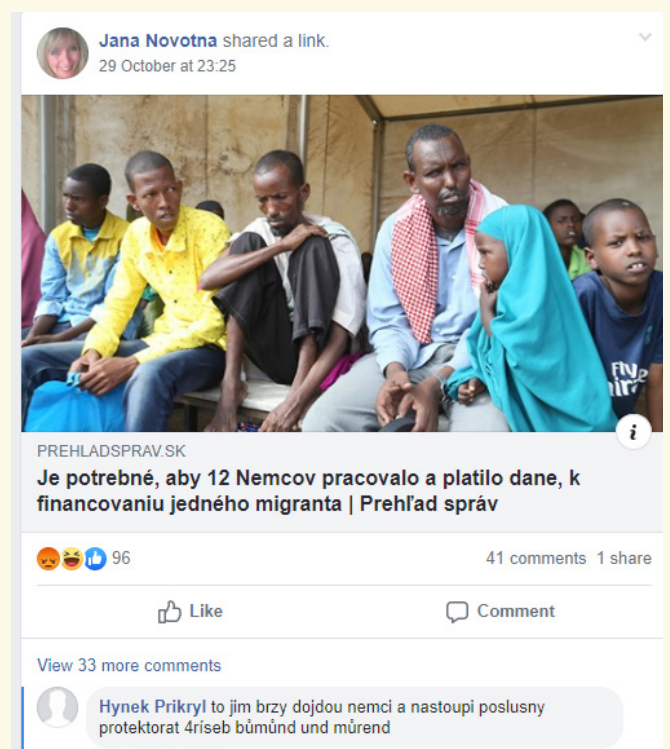 Jana Novotna shared a link.
29 October at 23:25
PREHLADSPRAV.SK
Je potrebné, aby 12 Nemcov pracovalo a platilo dane, k
financovaniu jedného migranta | Prehľad správ
96
41 comments 1 share
Like
Comment
View 33 more comments
Hynek Prikryl to jim brzy dojdou nemci a nastoupi poslusny
protektorat 4ríseb bůmůnd und můrend